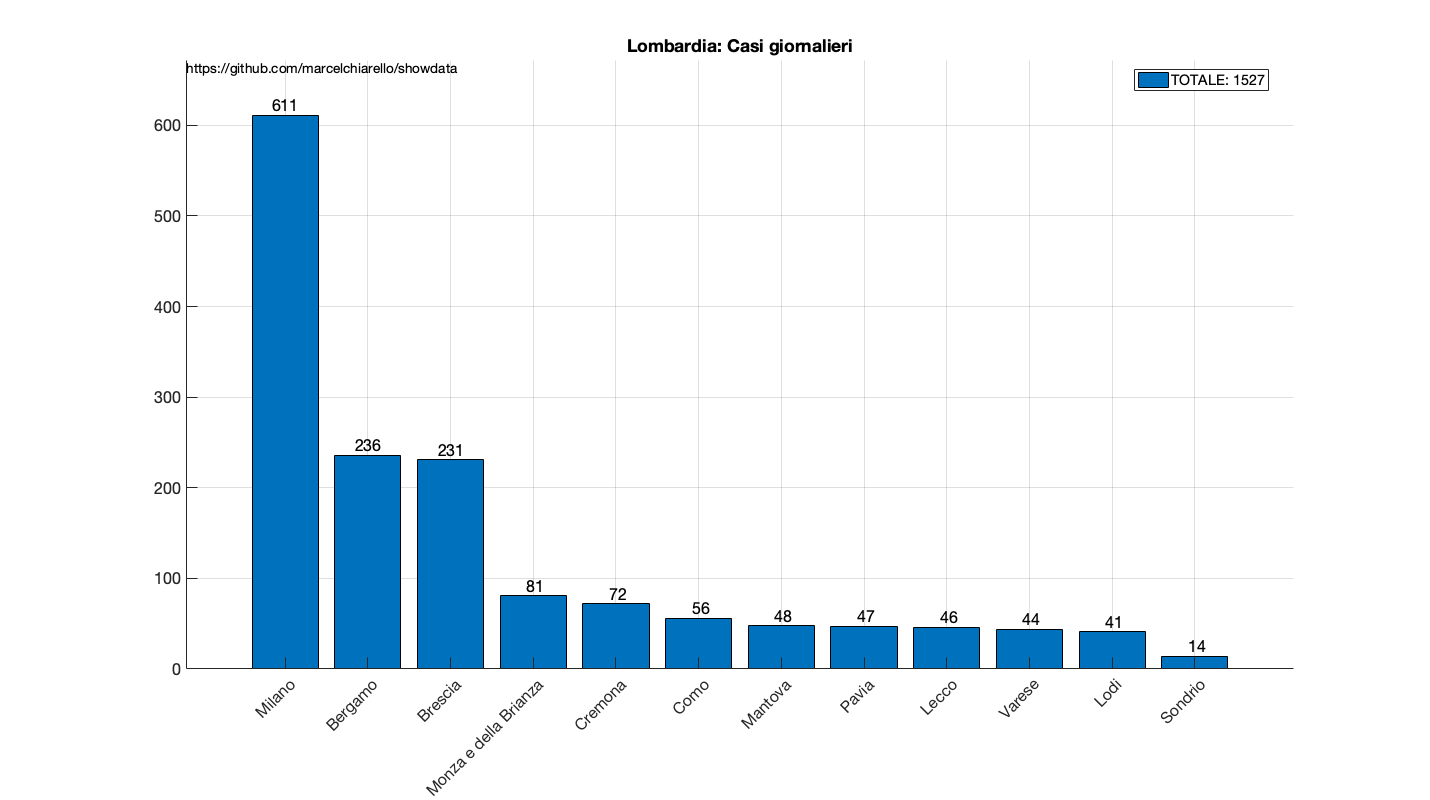 Lombardia: Casi giornalieri
https://github.com/marcelchiarello/showdata
TOTALE: 1527
611
236
231
81
72
56
48
47
46
44
41
14
600
500
400
300
200
100
0
Milano
Bergamo
Brescia
Monza e della Brianza
Cremona
Como
Mantova
Pavia
Lecco
Varese
Lodi
Sondrio